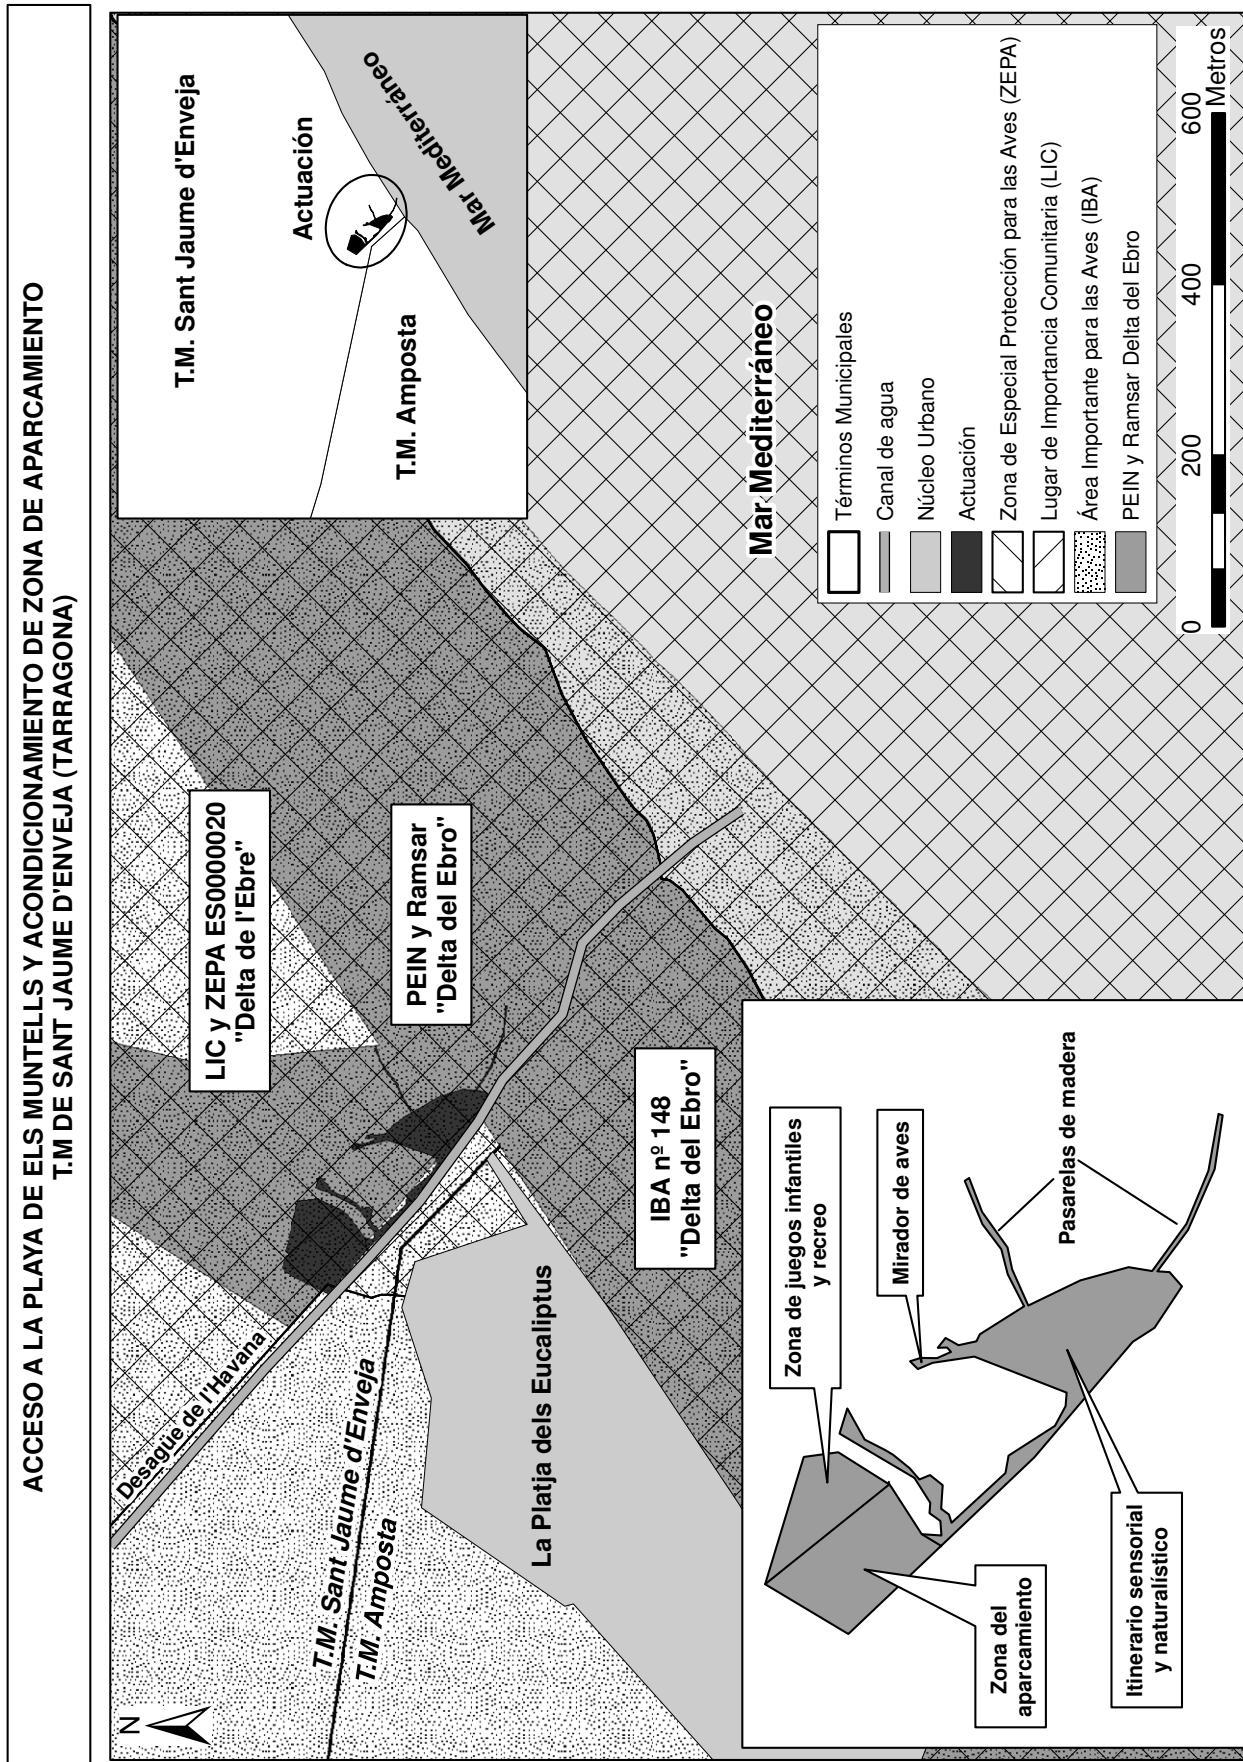 ACCESO A LA PLAYA DE ELS MUNTELLS Y ACONDICIONAMIENTO DE ZONA DE APARCAMIENTO
T.M DE SANT JAUME D'ENVEJA (TARRAGONA)
N
Desagüe de l'Havana
T.M. Sant Jaume d'Enveja
T.M. Amposta
La Platja dels Eucaliptus
LIC y ZEPA ES0000020
"Delta de l'Ebre"
PEIN y Ramsar
"Delta del Ebro"
IBA nº 148
"Delta del Ebro"
Mar Mediterráneo
T.M. Sant Jaume d'Enveja
Actuación
T.M. Amposta
Mar Mediterráneo
Zona de juegos infantiles
y recreo
Mirador de aves
Pasarelas de madera
Zona del
aparcamiento
Itinerario sensorial
y naturalístico
Términos Municipales
Canal de agua
Núcleo Urbano
Actuación
Zona de Especial Protección para las Aves (ZEPA)
Lugar de Importancia Comunitaria (LIC)
Área Importante para las Aves (IBA)
PEIN y Ramsar Delta del Ebro
0 200 400 600
Metros